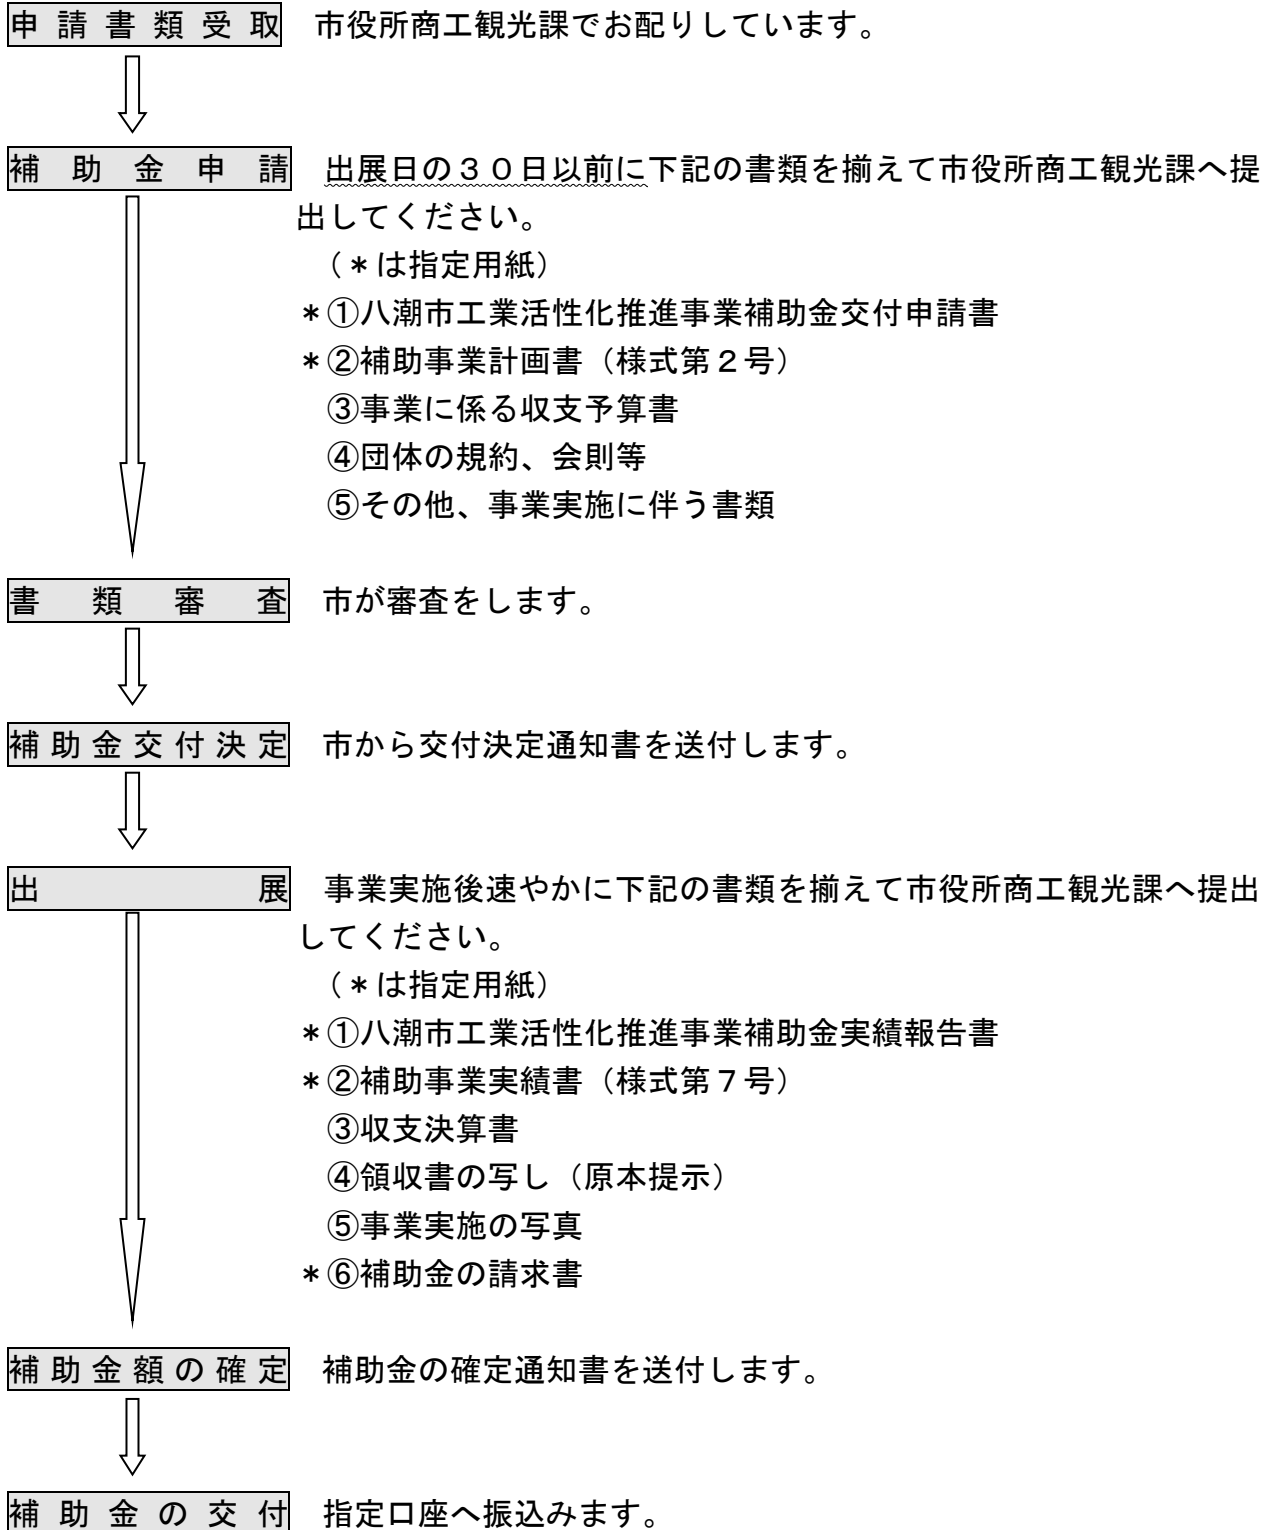 申請書類受取　市役所商工観光課でお配りしています。
補助金申請　出展日の３０日以前に下記の書類を揃えて市役所商工観光課へ提
出してください。
（＊は指定用紙）
＊①八潮市工業活性化推進事業補助金交付申請書
＊②補助事業計画書（様式第２号）
③事業に係る収支予算書
④団体の規約、会則等
⑤その他、事業実施に伴う書類
書類審査　市が審査をします。
補助金交付決定　市から交付決定通知書を送付します。
出展　事業実施後速やかに下記の書類を揃えて市役所商工観光課へ提出
してください。
（＊は指定用紙）
＊①八潮市工業活性化推進事業補助金実績報告書
＊②補助事業実績書（様式第７号）
③収支決算書
④領収書の写し（原本提示）
⑤事業実施の写真
＊⑥補助金の請求書
補助金額の確定　補助金の確定通知書を送付します。
補助金の交付　指定口座へ振込みます。